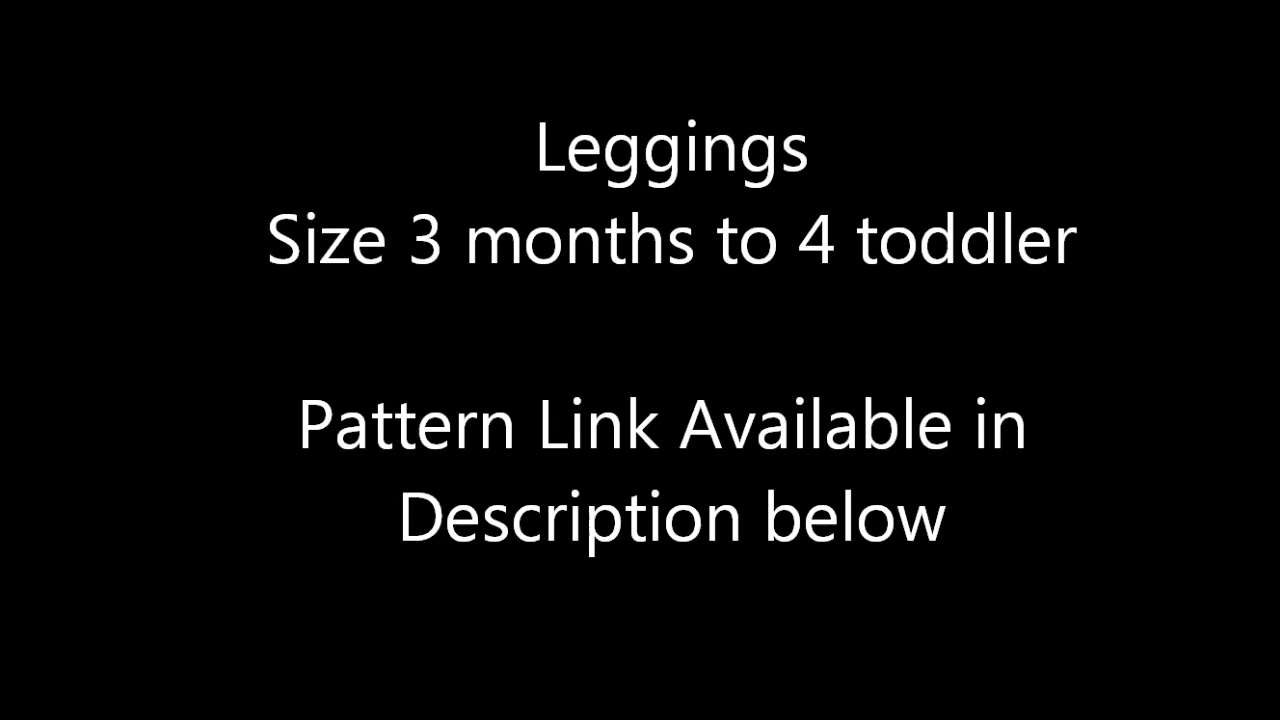 Leggings
Size 3 months to 4 toddler
Pattern Link Available in
Description below